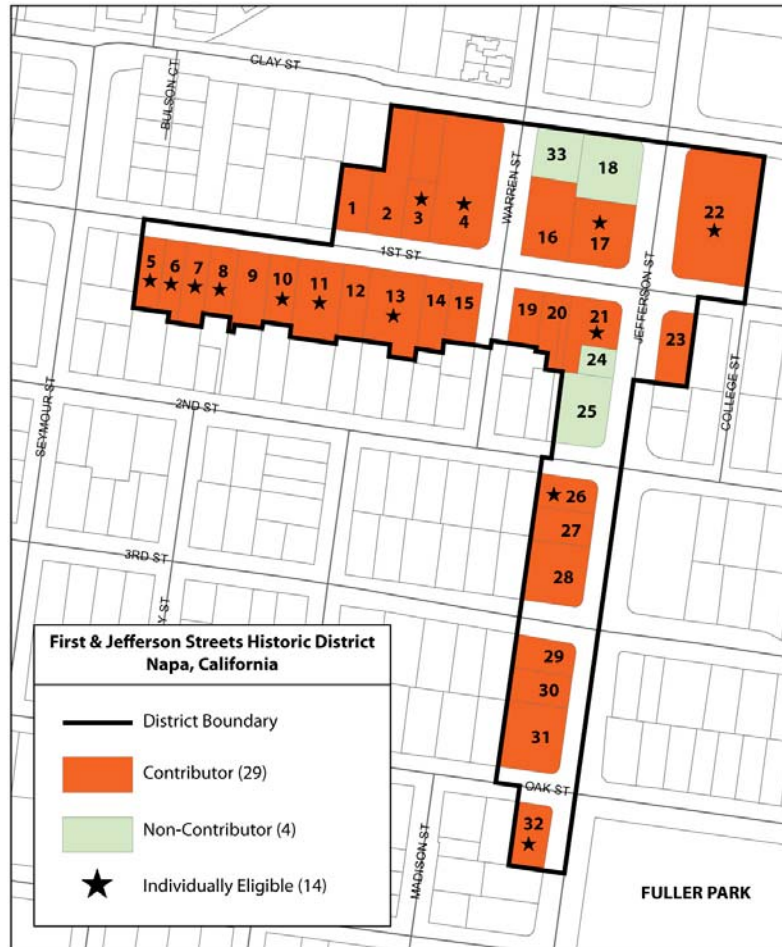 CLAY ST
BULSON CT
WARREN ST
33
18
22
1
2
3
4
16
17
1ST ST
JEFFERSON ST
5
6
7
8
9
10
11
12
13
14
15
19
20
21
23
24
25
COLLEGE ST
SEYMOUR ST
2ND ST
26
27
28
3RD ST
Y ST
29
30
31
OAK ST
32
MADISON ST
FULLER PARK
First & Jefferson Streets Historic District
Napa, California
District Boundary
Contributor (29)
Non-Contributor (4)
Individually Eligible (14)